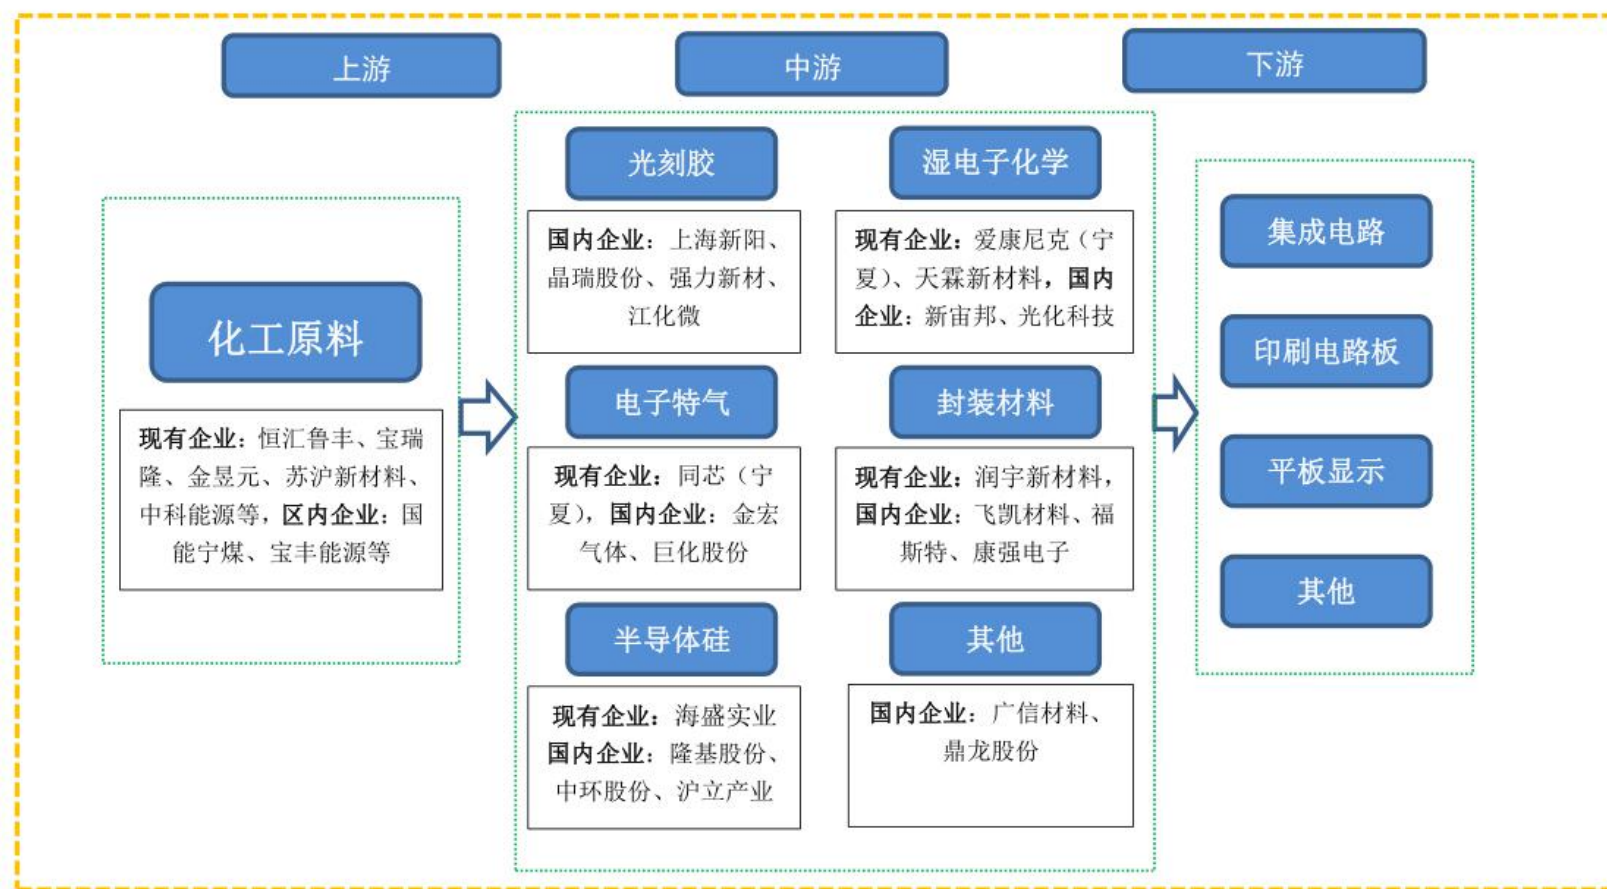 上游
中游
下游
化工原料
现有企业：恒汇鲁丰、宝瑞
隆、金昱元、苏沪新材料、
中科能源等，区内企业：国
能宁煤、宝丰能源等
光刻胶
国内企业：上海新阳、
晶瑞股份、强力新材、
江化微
湿电子化学
现有企业：爱康尼克（宁
夏）、天霖新材料，国内
企业：新宙邦、光化科技
电子特气
现有企业：同芯（宁
夏），国内企业：金宏
气体、巨化股份
封装材料
现有企业：润宇新材料，
国内企业：飞凯材料、福
斯特、康强电子
半导体硅
现有企业：海盛实业
国内企业：隆基股份、
中环股份、沪立产业
其他
国内企业：广信材料、
鼎龙股份
集成电路
印刷电路板
平板显示
其他